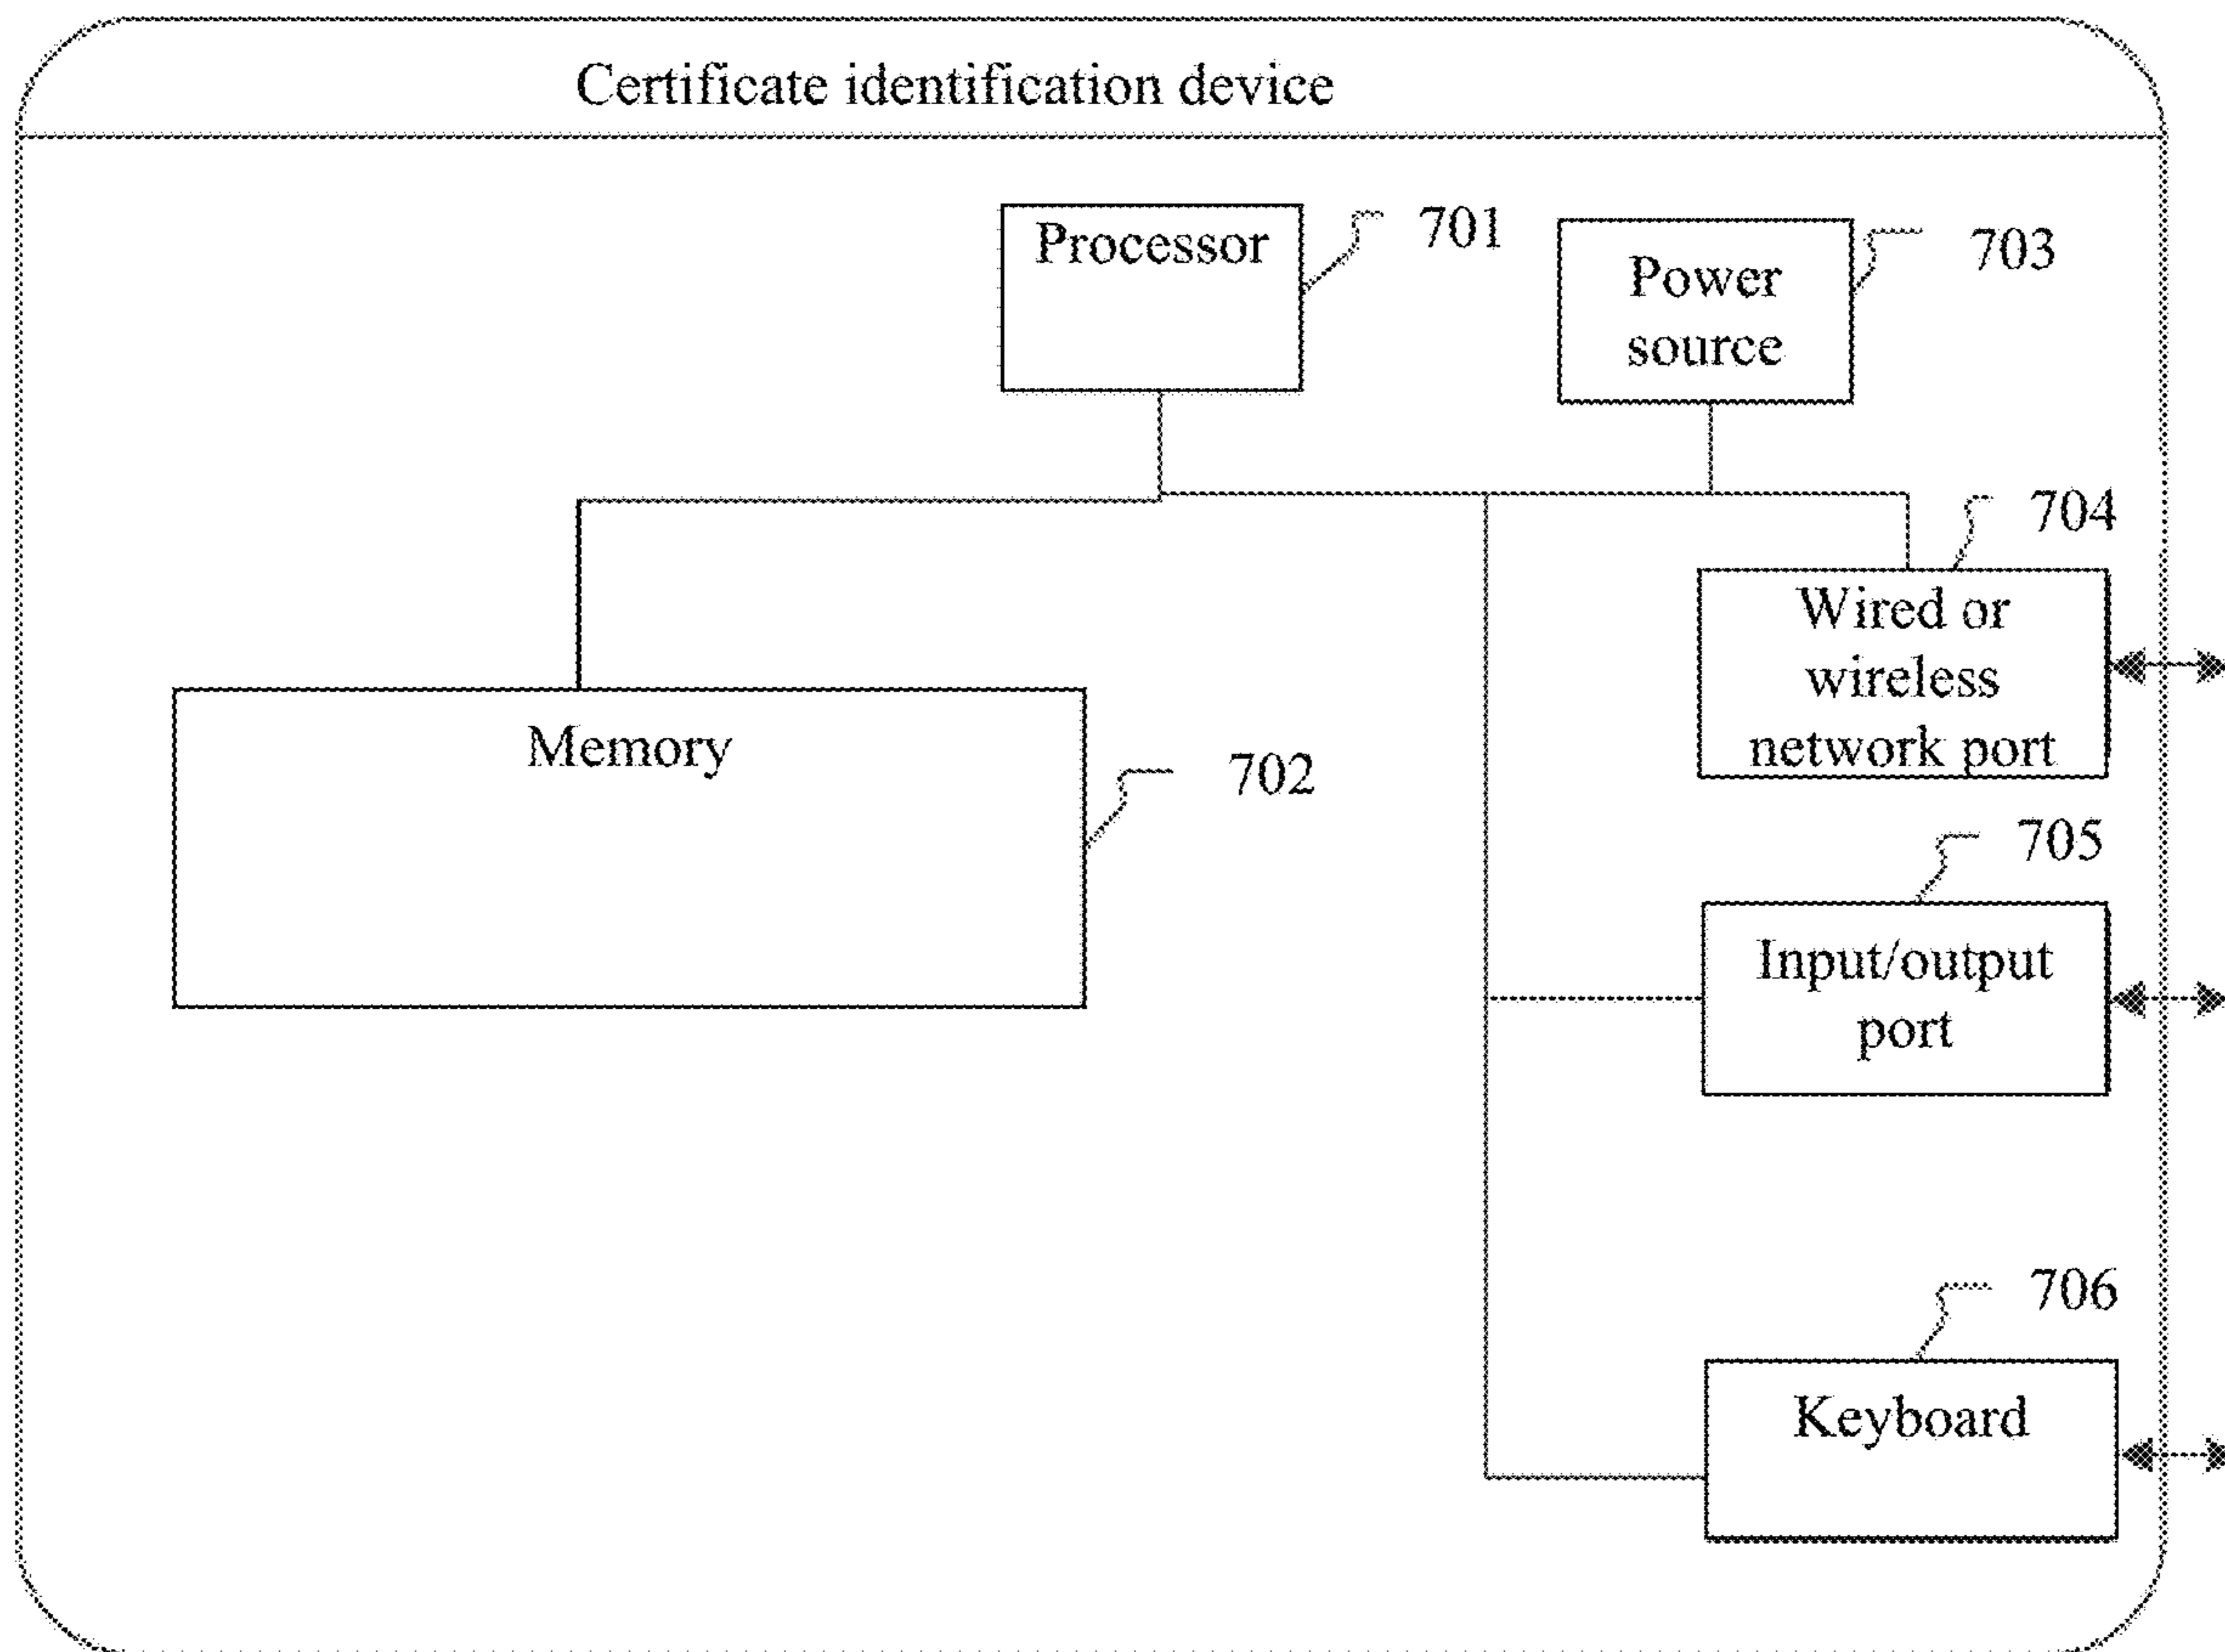 Certificate identification device
Processor
701
Power
source
703
704
Wired or
wireless
network port
Memory
702
705
Input/output
port
706
Keyboard